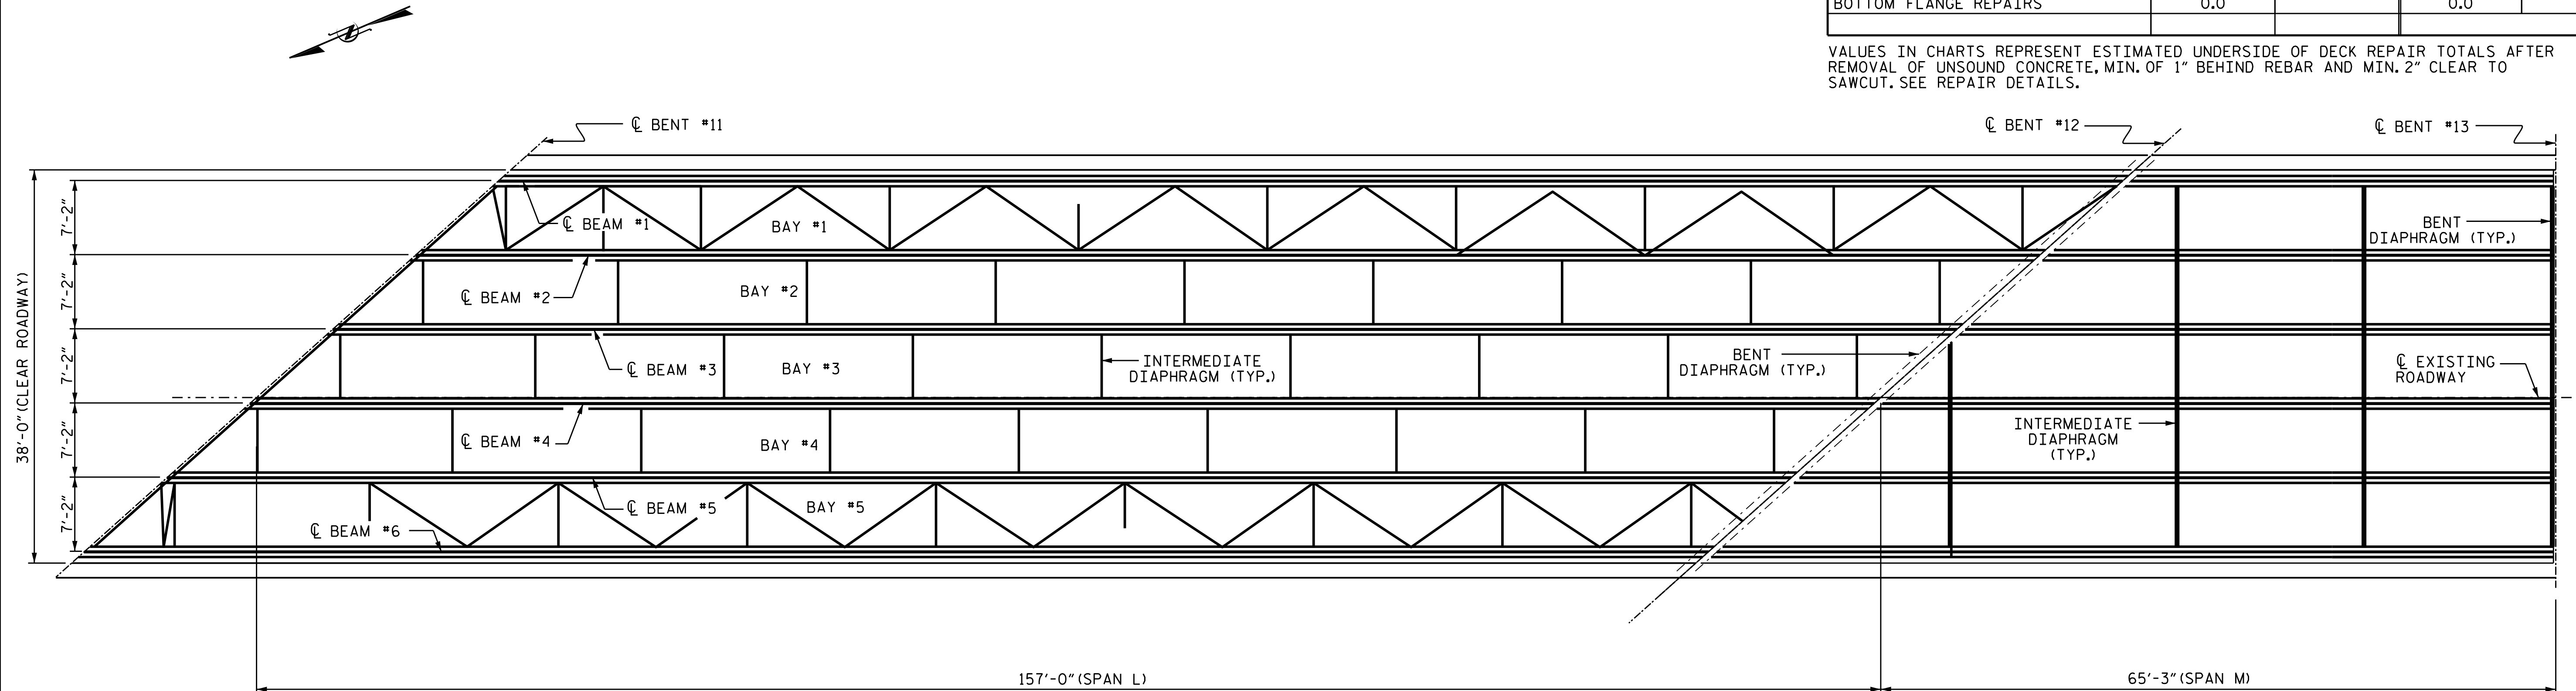 BOTTOM FLANGE REPAIRS 0.0 0.0
VALUES IN CHARTS REPRESENT ESTIMATED UNDERSIDE OF DECK REPAIR TOTALS AFTER
REMOVAL OF UNSOUND CONCRETE, MIN. OF 1" BEHIND REBAR AND MIN. 2" CLEAR TO
SAWCUT. SEE REPAIR DETAILS.
N
℄ BENT #11
℄ BENT #12
℄ BENT #13
38'-0" (CLEAR ROADWAY)
7'-2"
7'-2"
7'-2"
7'-2"
7'-2"
℄ BEAM #1
BAY #1
BENT
DIAPHRAGM (TYP.)
℄ BEAM #2
BAY #2
℄ BEAM #3
BAY #3
INTERMEDIATE
DIAPHRAGM (TYP.)
BENT
DIAPHRAGM (TYP.)
℄ EXISTING
ROADWAY
℄ BEAM #4
BAY #4
INTERMEDIATE
DIAPHRAGM
(TYP.)
℄ BEAM #5
BAY #5
℄ BEAM #6
157'-0" (SPAN L)
65'-3" (SPAN M)